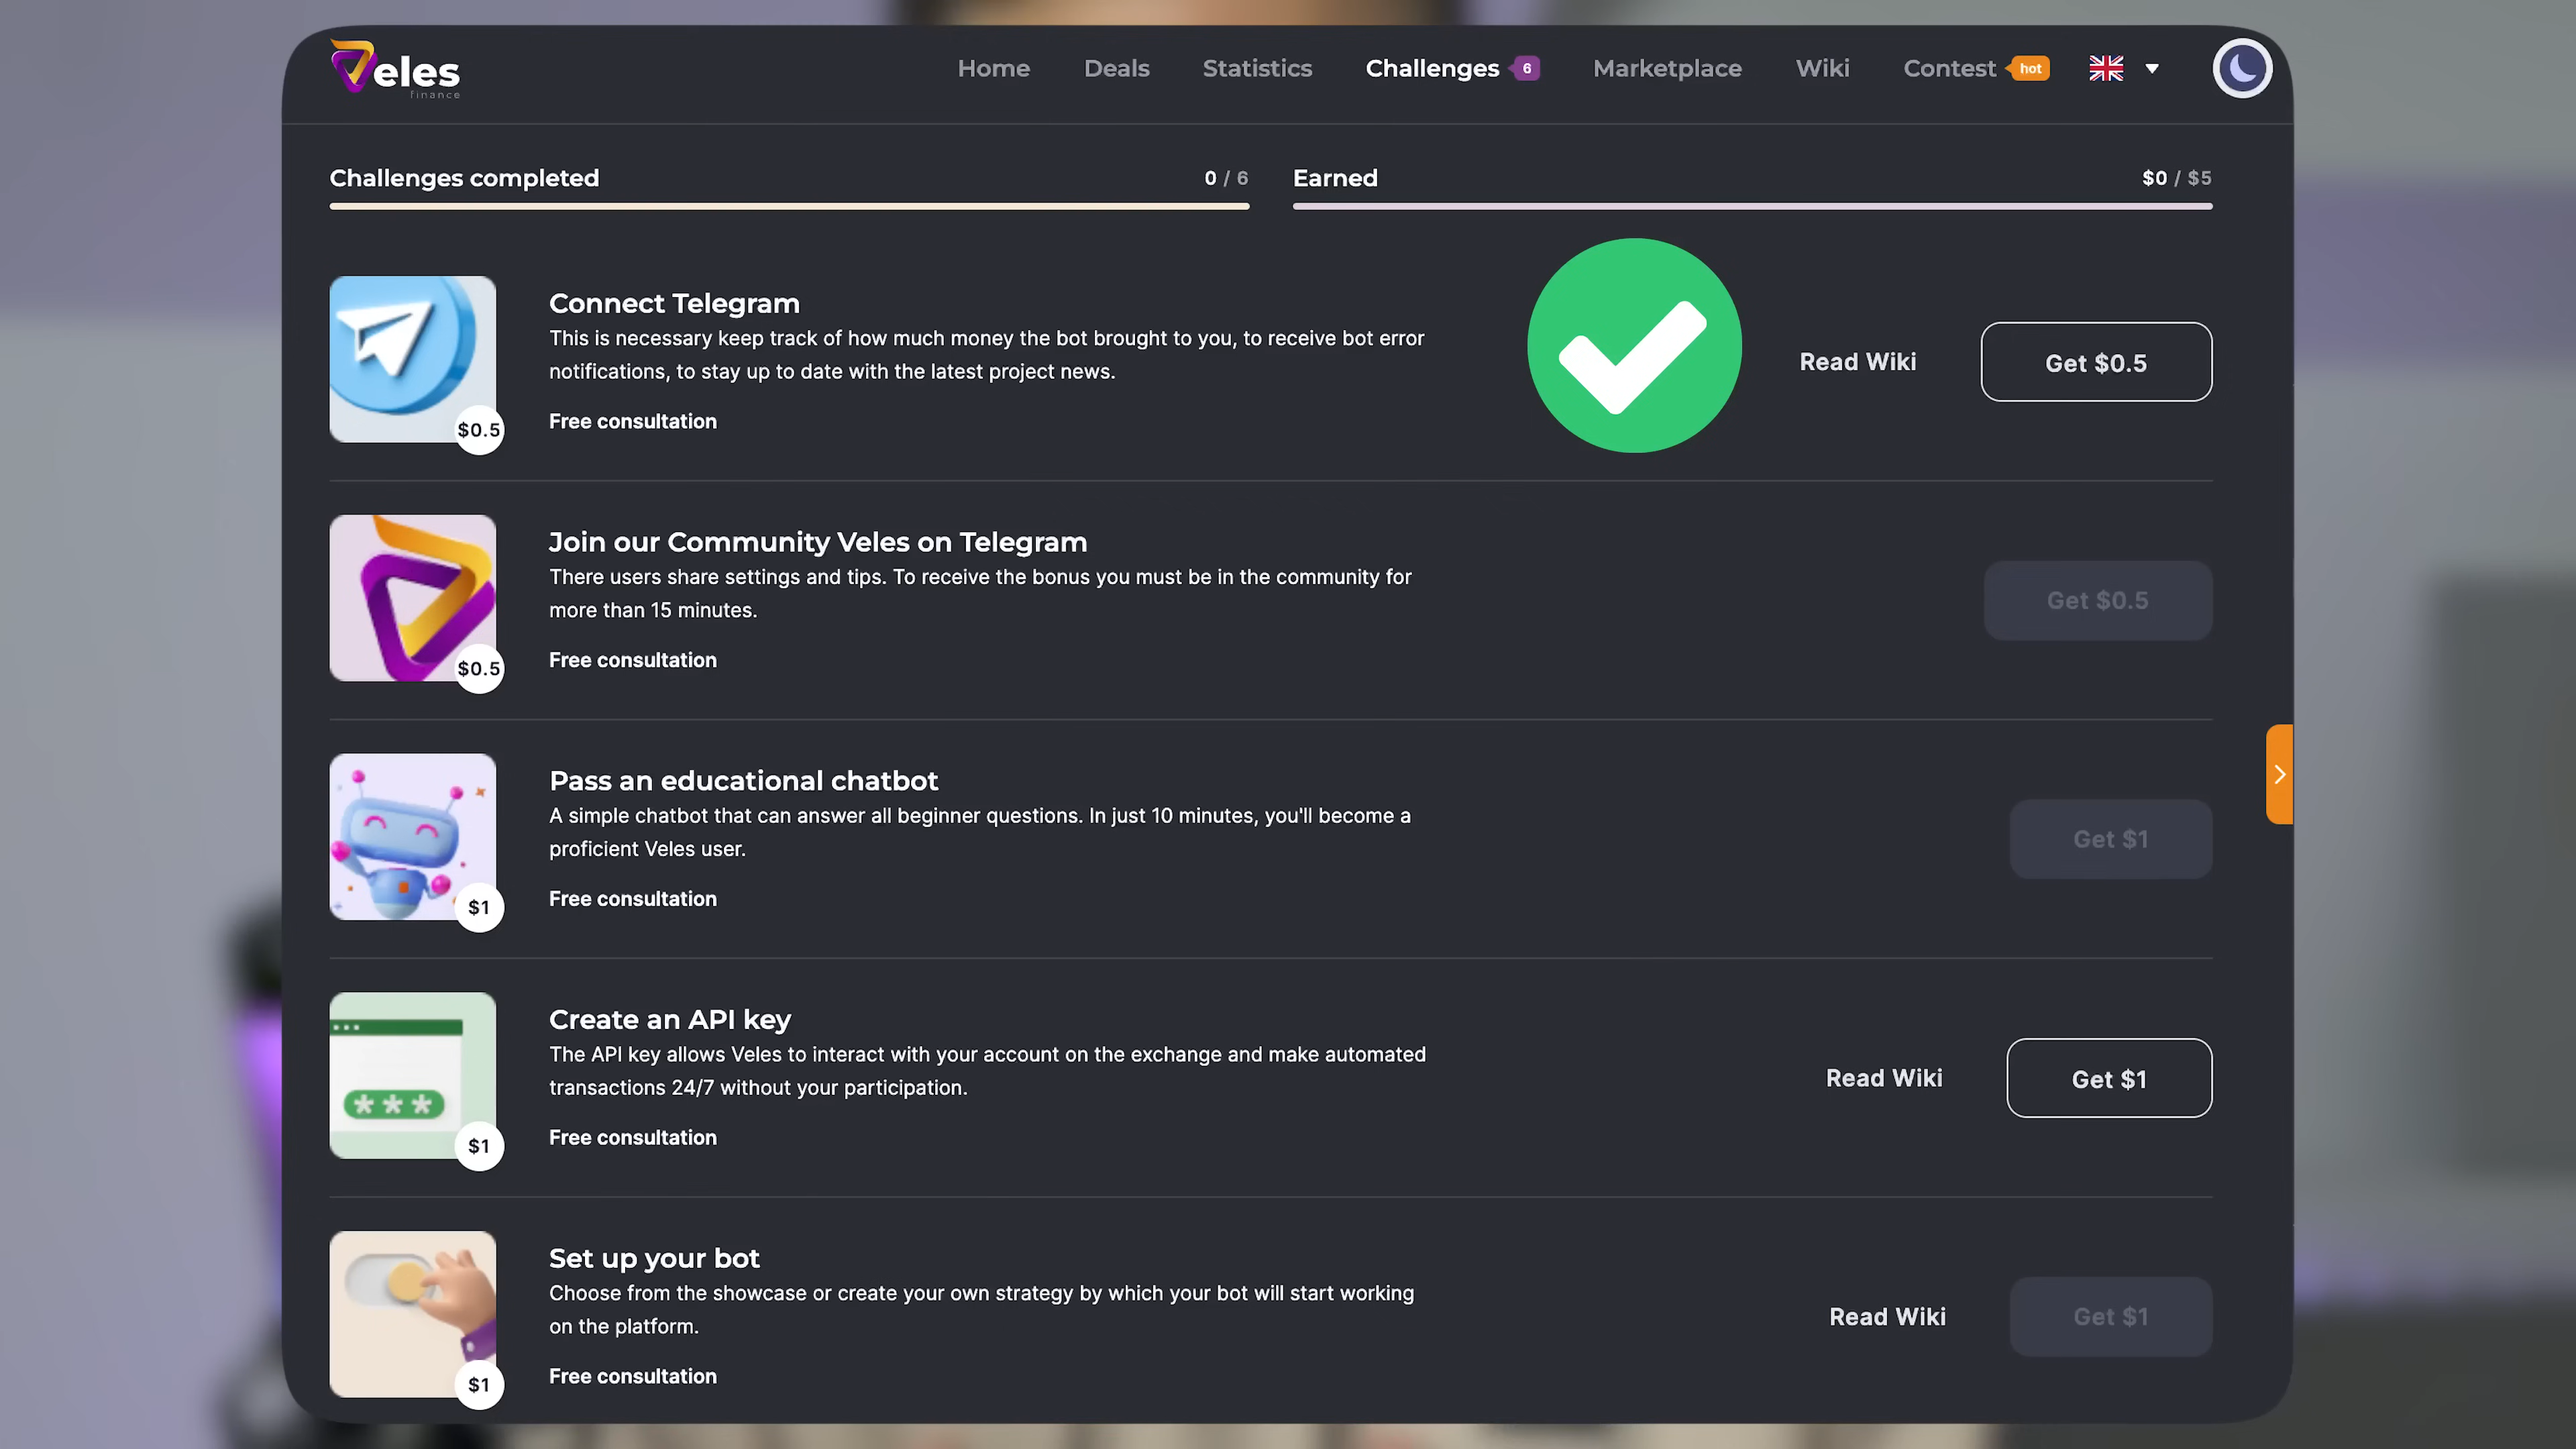 Veles
finance
Home
Deals
Statistics
Challenges 6
Marketplace
Wiki
Contest hot
Challenges completed
0 / 6
Earned
$0 / $5
Connect Telegram
This is necessary keep track of how much money the bot brought to you, to receive bot error
notifications, to stay up to date with the latest project news.
Free consultation
$0.5
Read Wiki
Get $0.5
Join our Community Veles on Telegram
There users share settings and tips. To receive the bonus you must be in the community for
more than 15 minutes.
Free consultation
$0.5
Get $0.5
Pass an educational chatbot
A simple chatbot that can answer all beginner questions. In just 10 minutes, you'll become a
proficient Veles user.
Free consultation
$1
Get $1
Create an API key
The API key allows Veles to interact with your account on the exchange and make automated
transactions 24/7 without your participation.
Free consultation
***
$1
Read Wiki
Get $1
Set up your bot
Choose from the showcase or create your own strategy by which your bot will start working
on the platform.
Free consultation
$1
Read Wiki
Get $1